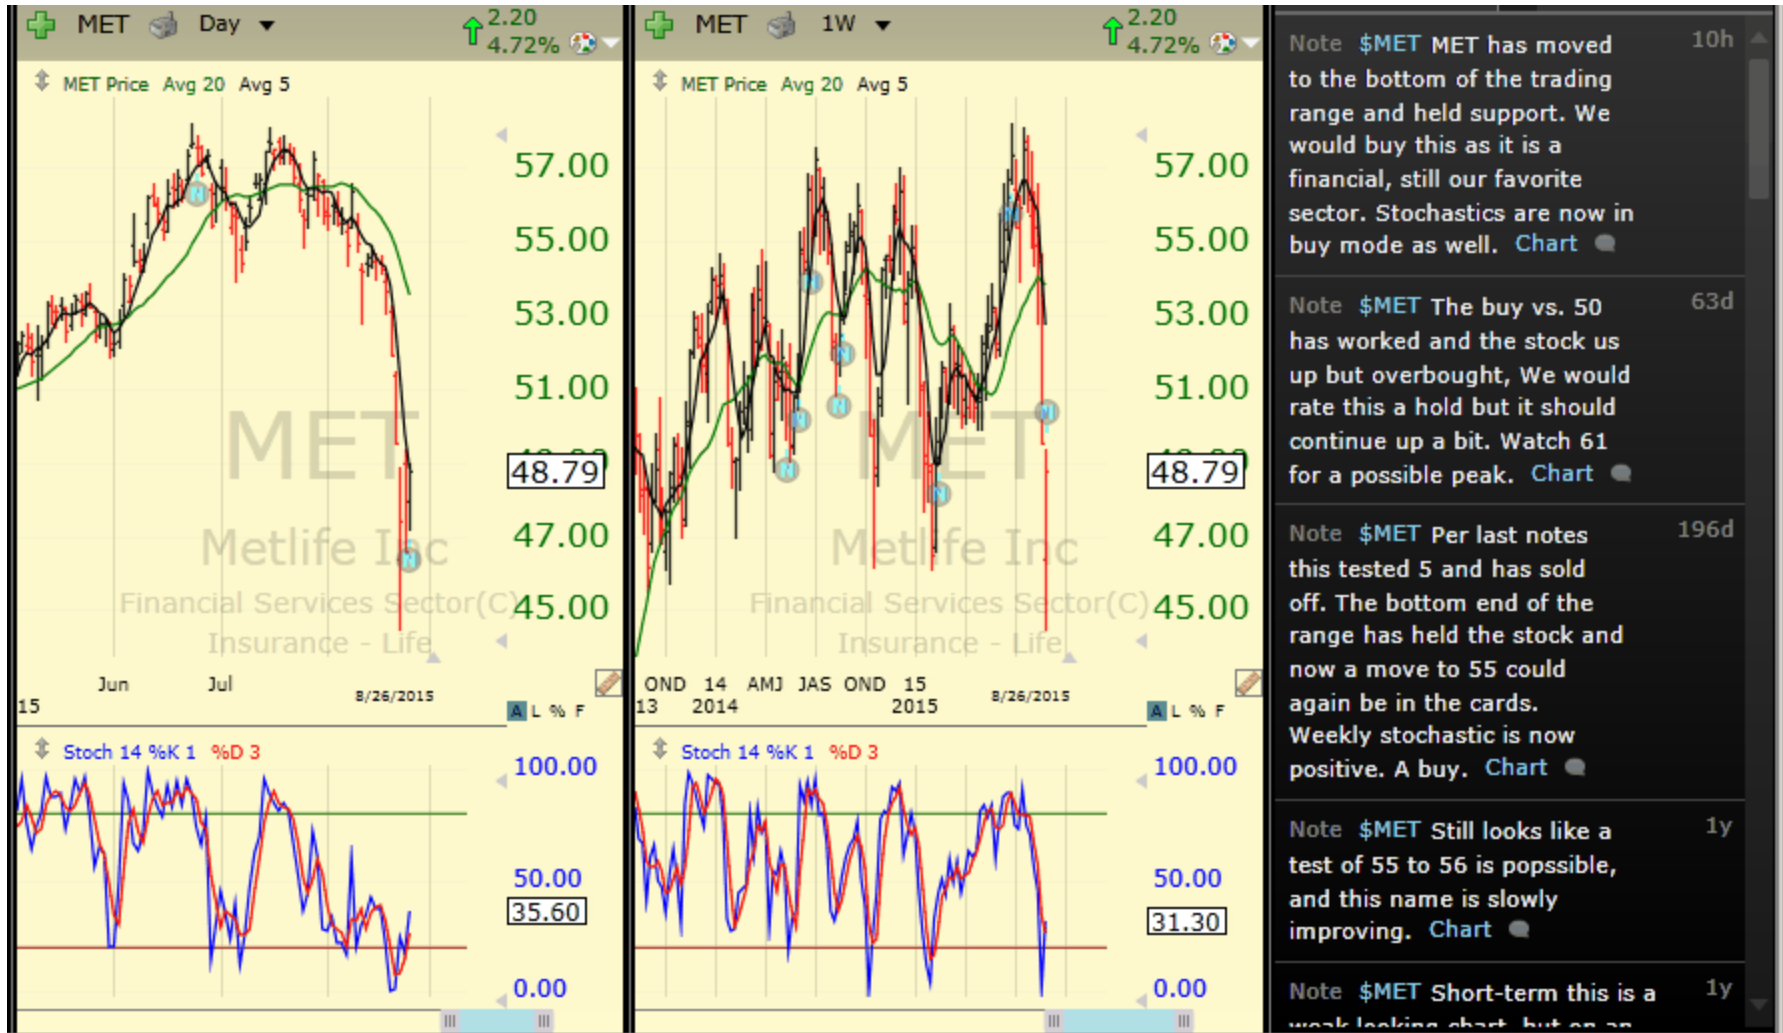 MET Day 2.20
4.72%
MET Price Avg 20 Avg 5
57.00
55.00
53.00
51.00
48.79
47.00
45.00
MET
Metlife Inc
Financial Services Sector(C)
Insurance - Life
Jun Jul 8/26/2015
15
A L % F
Stoch 14 %K 1 %D 3
100.00
50.00
35.60
0.00
MET 1W 2.20
4.72%
MET Price Avg 20 Avg 5
57.00
55.00
53.00
51.00
48.79
47.00
45.00
MET
Metlife Inc
Financial Services Sector(C)
Insurance - Life
OND 14 AMJ JAS OND 15 8/26/2015
13 2014 2015
A L % F
Stoch 14 %K 1 %D 3
100.00
50.00
31.30
0.00
Note $MET MET has moved 10h
to the bottom of the trading
range and held support. We
would buy this as it is a
financial, still our favorite
sector. Stochastics are now in
buy mode as well. Chart
Note $MET The buy vs. 50 63d
has worked and the stock us
up but overbought, We would
rate this a hold but it should
continue up a bit. Watch 61
for a possible peak. Chart
Note $MET Per last notes 196d
this tested 5 and has sold
off. The bottom end of the
range has held the stock and
now a move to 55 could
again be in the cards.
Weekly stochastic is now
positive. A buy. Chart
Note $MET Still looks like a 1y
test of 55 to 56 is popssible,
and this name is slowly
improving. Chart
Note $MET Short-term this is a 1y
weak looking chart, but on an